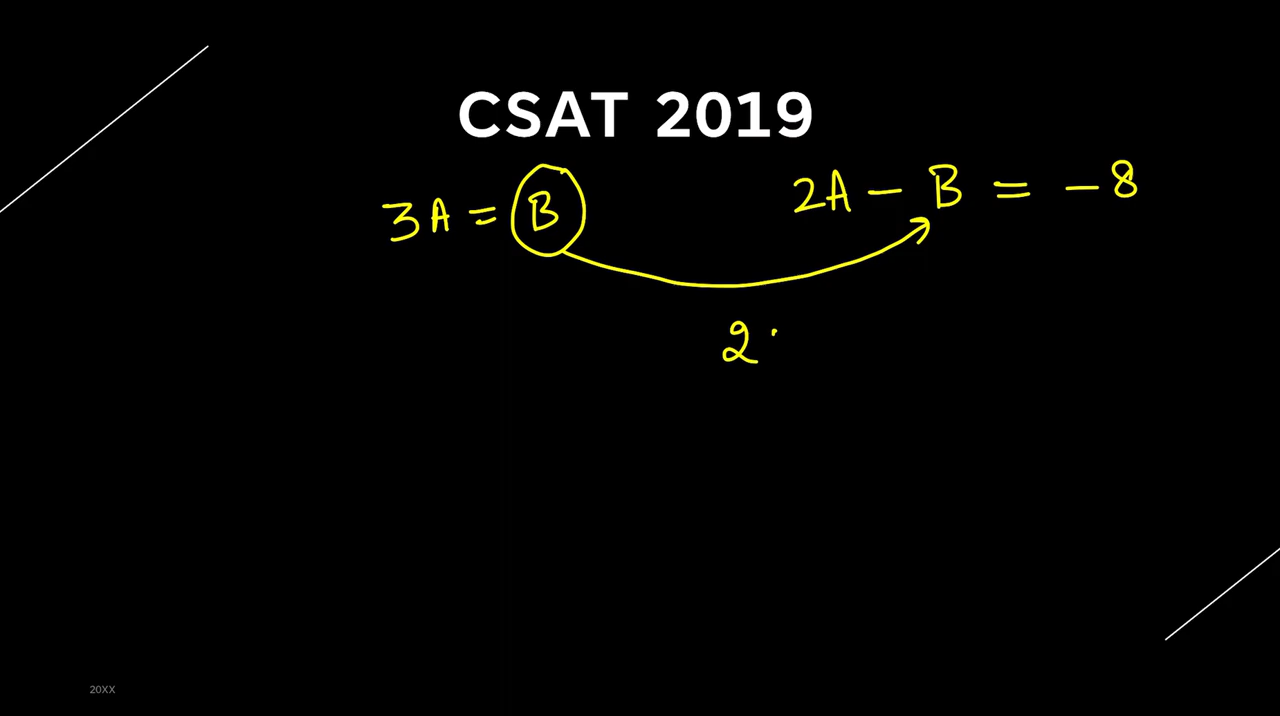 CSAT 2019
3A = B
2A - B = -8
2
20XX